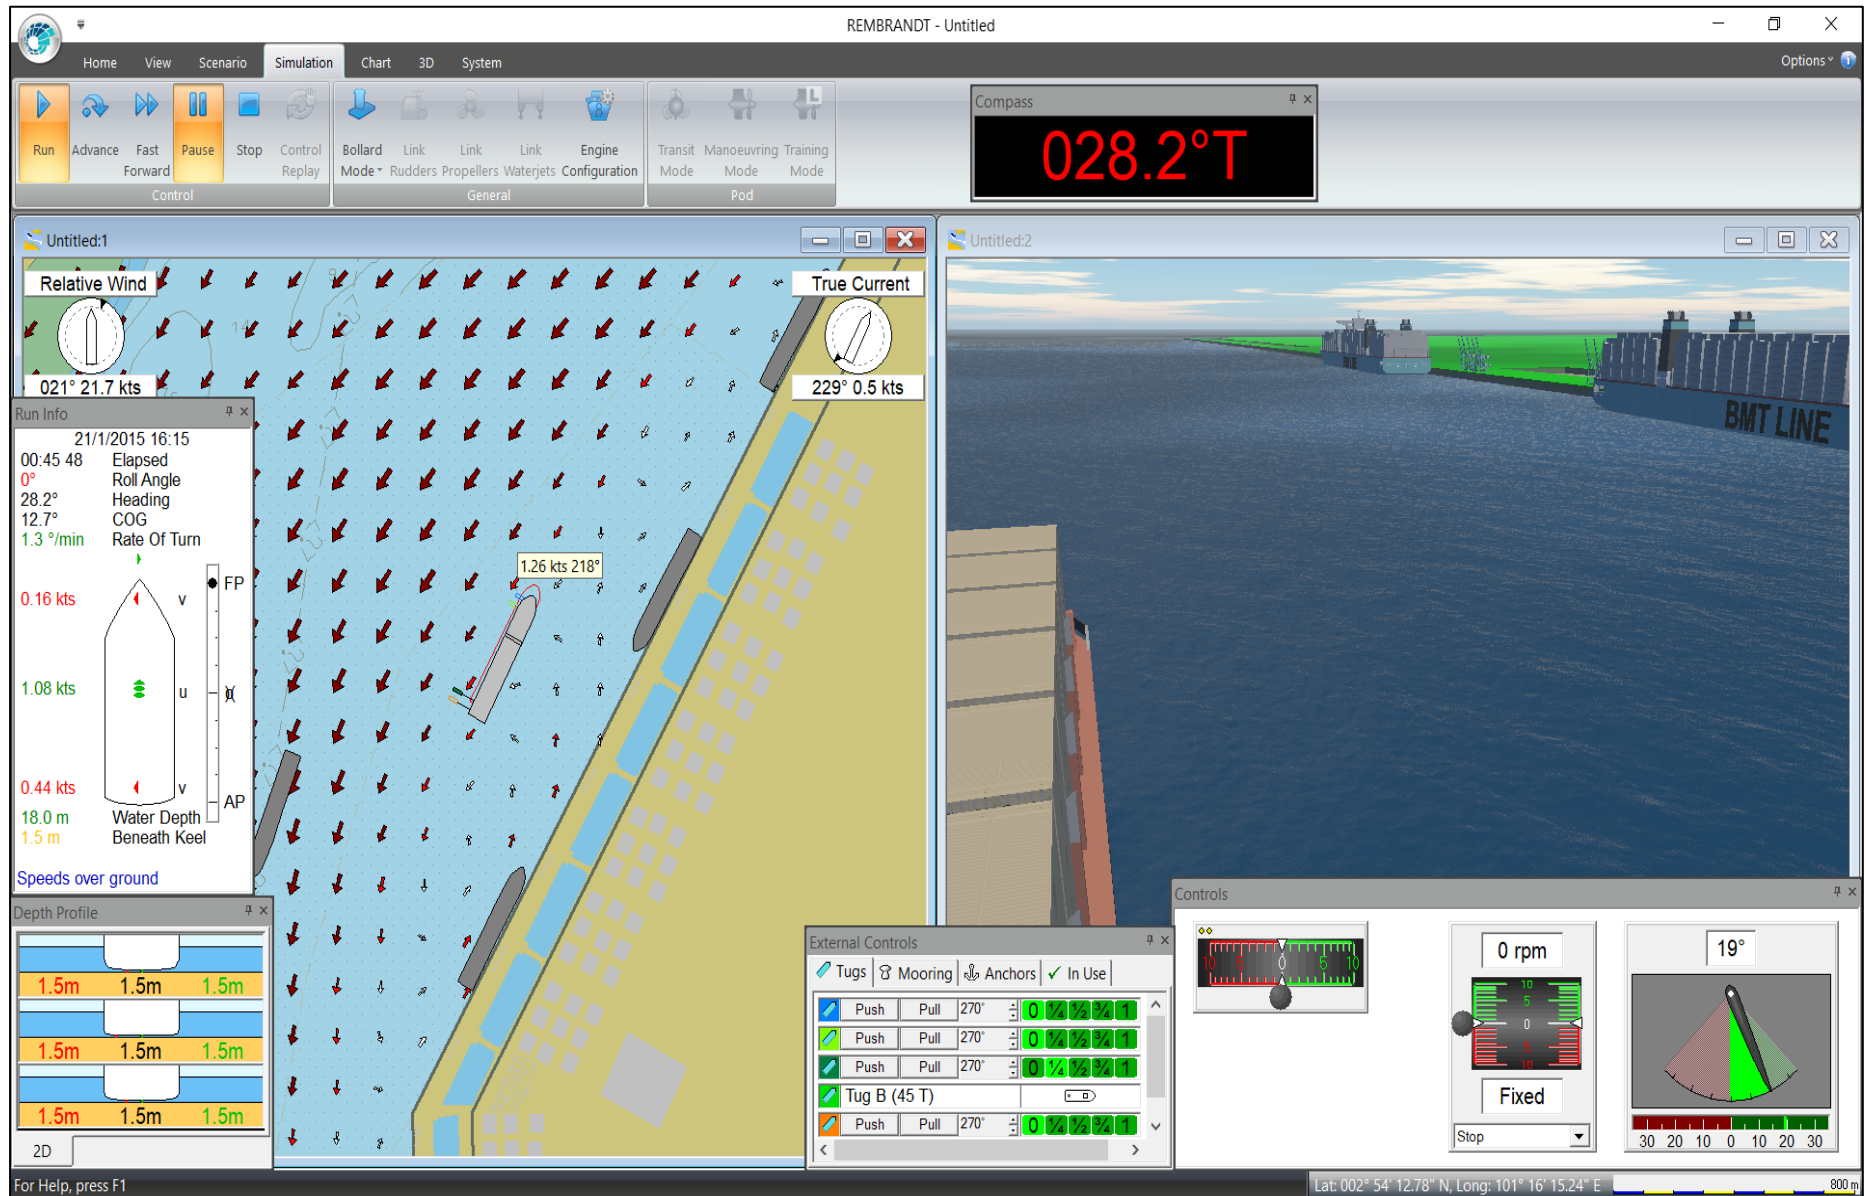 REMBRANDT - Untitled
Home View Scenario Simulation Chart 3D System
Options
Run Advance Fast Forward Pause Stop Control Replay
Control
Bollard Mode Link Rudders Link Propellers Link Waterjets Engine Configuration
General
Transit Mode Manoeuvring Mode Training Mode
L
Pod
Compass
028.2°T
Untitled:1
Relative Wind
021° 21.7 kts
True Current
229° 0.5 kts
1.26 kts 218°
Run Info
21/1/2015 16:15
00:45 48 Elapsed
0° Roll Angle
28.2° Heading
12.7° COG
1.3 °/min Rate Of Turn
FP
0.16 kts v
1.08 kts u
0.44 kts v
AP
18.0 m Water Depth
1.5 m Beneath Keel
Speeds over ground
Depth Profile
1.5m 1.5m 1.5m
1.5m 1.5m 1.5m
1.5m 1.5m 1.5m
2D
Untitled:2
BMT LINE
External Controls
Tugs Mooring Anchors In Use
Push Pull 270° 0 ¼ ½ ¾ 1
Push Pull 270° 0 ¼ ½ ¾ 1
Push Pull 270° 0 ¼ ½ ¾ 1
Tug B (45 T)
Push Pull 270° 0 ¼ ½ ¾ 1
Controls
10 5 0 5 10
0 rpm
10
5
0
5
10
Fixed
Stop
19°
30 20 10 0 10 20 30
For Help, press F1
Lat: 002° 54' 12.78" N, Long: 101° 16' 15.24" E
800 m